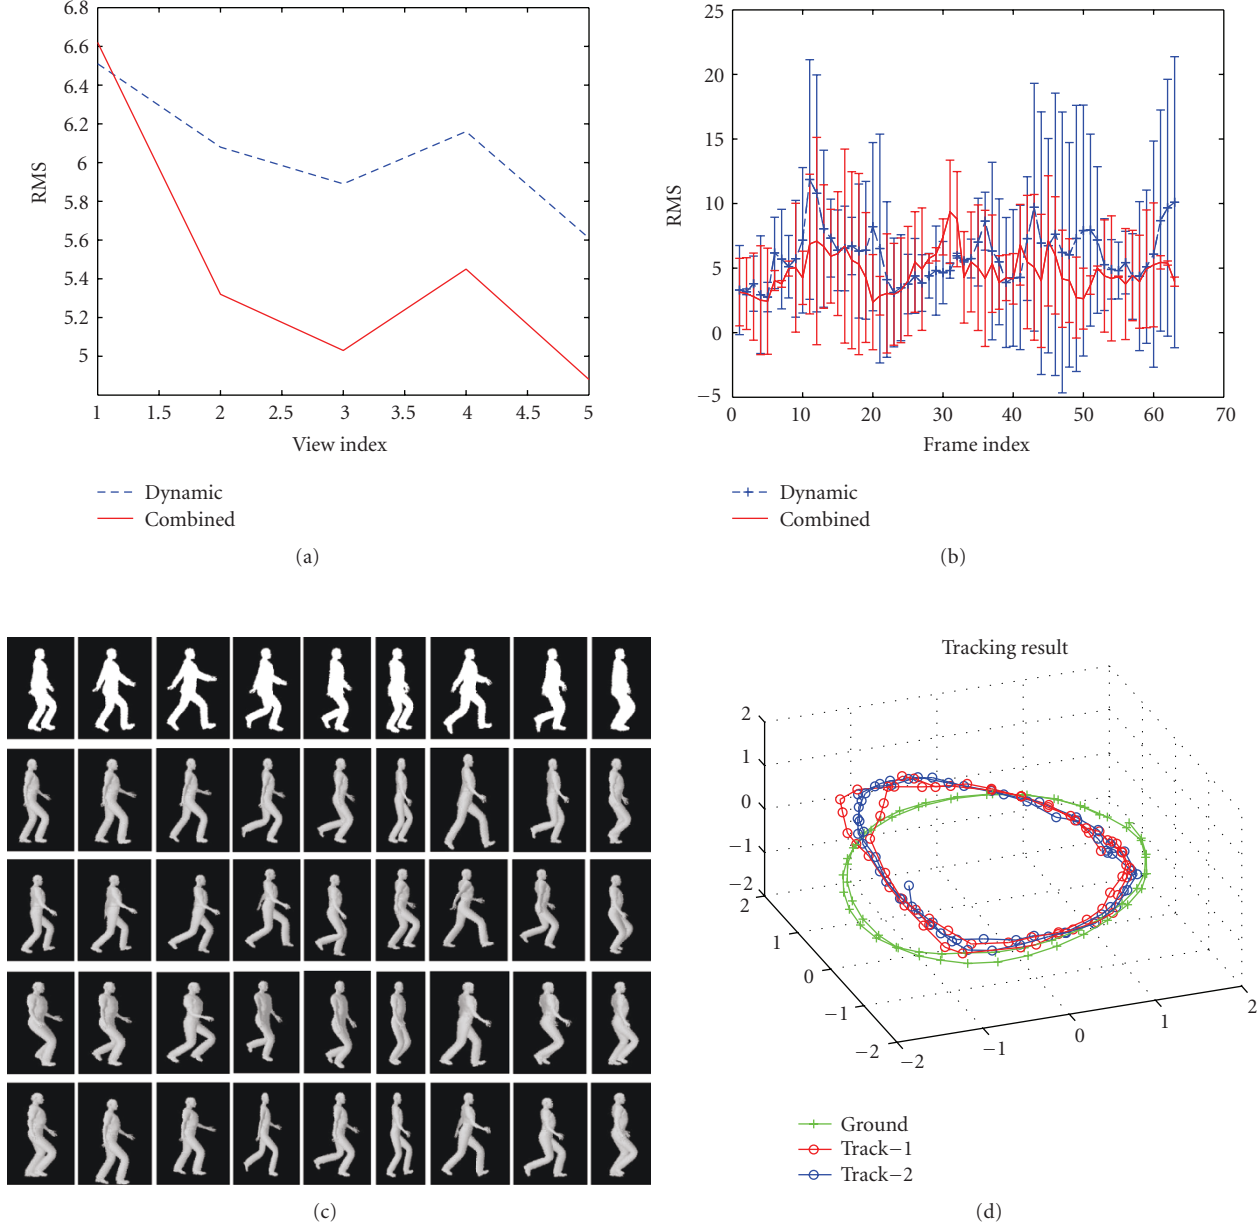 6.8
6.6
6.4
6.2
6
5.8
5.6
5.4
5.2
5
RMS
1 1.5 2 2.5 3 3.5 4 4.5 5
View index
Dynamic
Combined
(a)
25
20
15
10
5
0
−5
RMS
0 10 20 30 40 50 60 70
Frame index
Dynamic
Combined
(b)
(c)
Tracking result
2
1
0
−1
−2
2
1
0
−1
−2
−2
−1
0
1
2
Ground
Track−1
Track−2
(d)